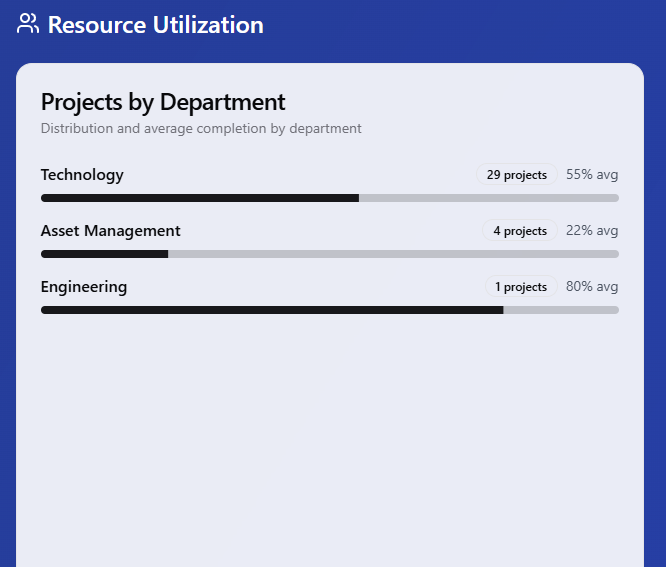 Resource Utilization
Projects by Department
Distribution and average completion by department
Technology 29 projects 55% avg
Asset Management 4 projects 22% avg
Engineering 1 projects 80% avg